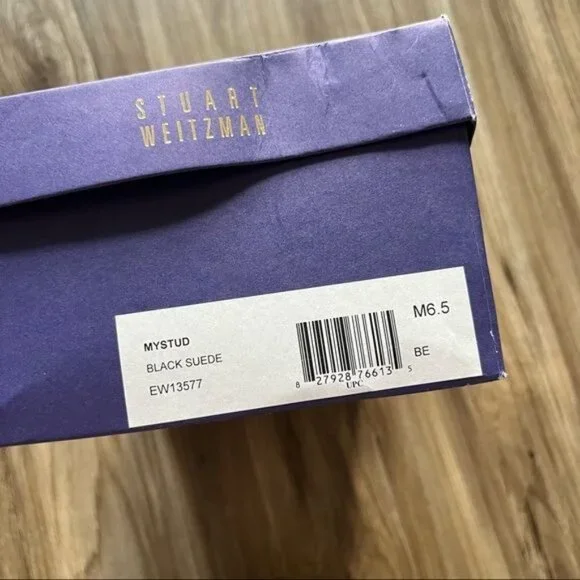 STUART
WEITZMAN
MYSTUD
BLACK SUEDE
EW13577
8 27928 76613 5
UPC
M6.5
BE